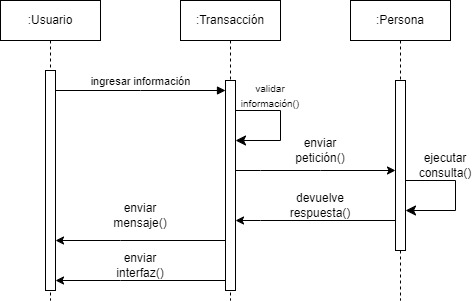 :Usuario
:Transacción
:Persona
ingresar información
validar
información()
enviar
petición()
ejecutar
consulta()
devuelve
respuesta()
enviar
mensaje()
enviar
interfaz()